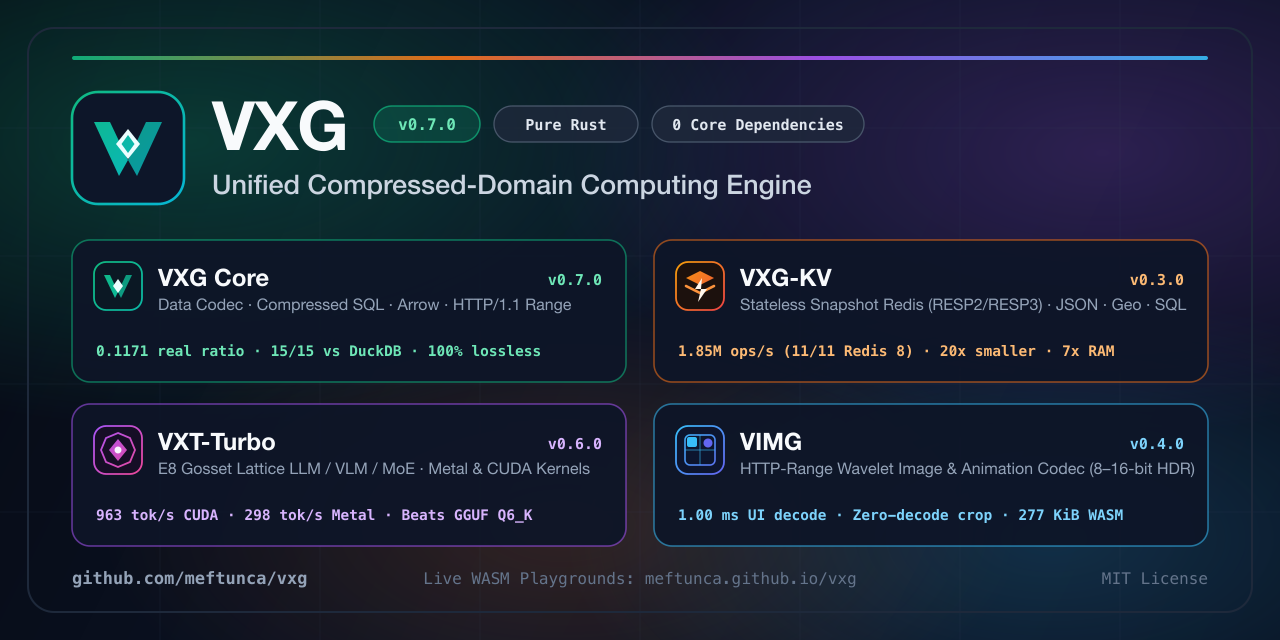 VXG v0.7.0 Pure Rust 0 Core Dependencies
Unified Compressed-Domain Computing Engine
VXG Core v0.7.0
Data Codec · Compressed SQL · Arrow · HTTP/1.1 Range
0.1171 real ratio · 15/15 vs DuckDB · 100% lossless
VXG-KV v0.3.0
Stateless Snapshot Redis (RESP2/RESP3) · JSON · Geo · SQL
1.85M ops/s (11/11 Redis 8) · 20x smaller · 7x RAM
VXT-Turbo v0.6.0
E8 Gosset Lattice LLM / VLM / MoE · Metal & CUDA Kernels
963 tok/s CUDA · 298 tok/s Metal · Beats GGUF Q6_K
VIMG v0.4.0
HTTP-Range Wavelet Image & Animation Codec (8–16-bit HDR)
1.00 ms UI decode · Zero-decode crop · 277 KiB WASM
github.com/meftunca/vxg Live WASM Playgrounds: meftunca.github.io/vxg MIT License